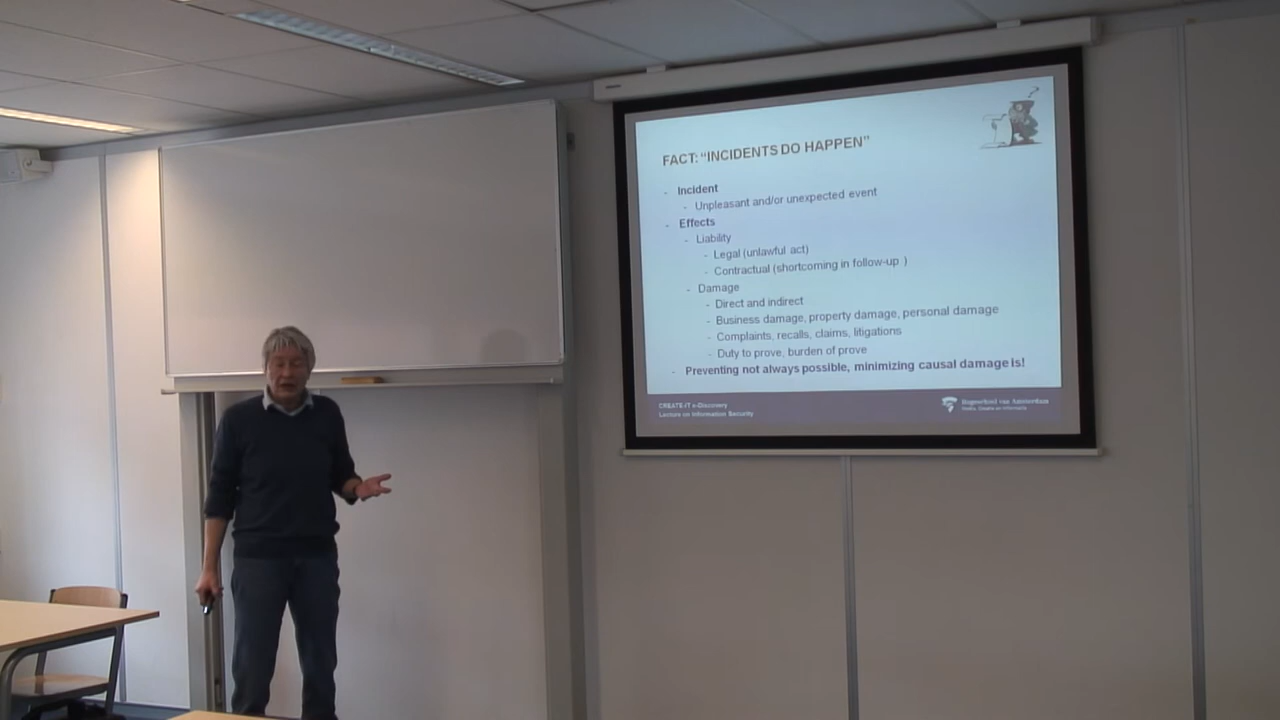 FACT: “INCIDENTS DO HAPPEN”
- Incident
- Unpleasant and/or unexpected event
- Effects
- Liability
- Legal (unlawful act)
- Contractual (shortcoming in follow-up )
- Damage
- Direct and indirect
- Business damage, property damage, personal damage
- Complaints, recalls, claims, litigations
- Duty to prove, burden of prove
- Preventing not always possible, minimizing causal damage is!
CREATE-IT e-Discovery
Lecture on Information Security
Hogeschool van Amsterdam